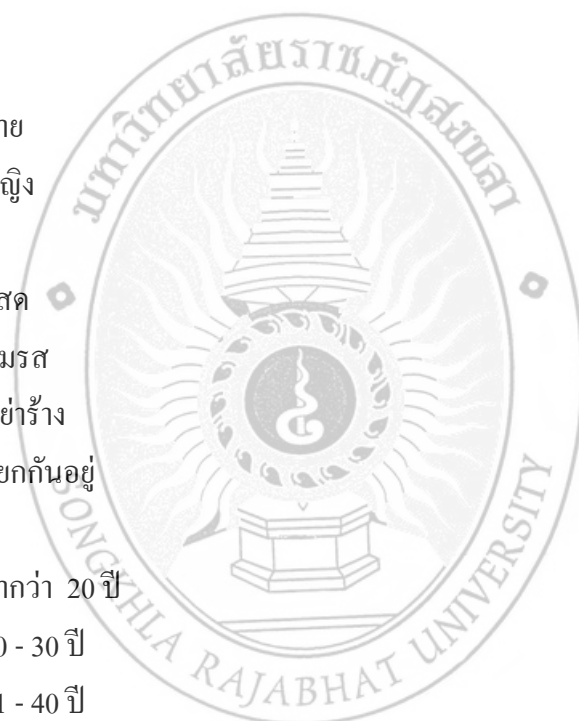 มหาวิทยาลัยราชภัฏสงขลา
าย
ญิง
สด
มรส
ย่าร้าง
ยกกันอยู่
ากว่า 20 ปี
0 - 30 ปี
1 - 40 ปี
SONGKHLA RAJABHAT UNIVERSITY